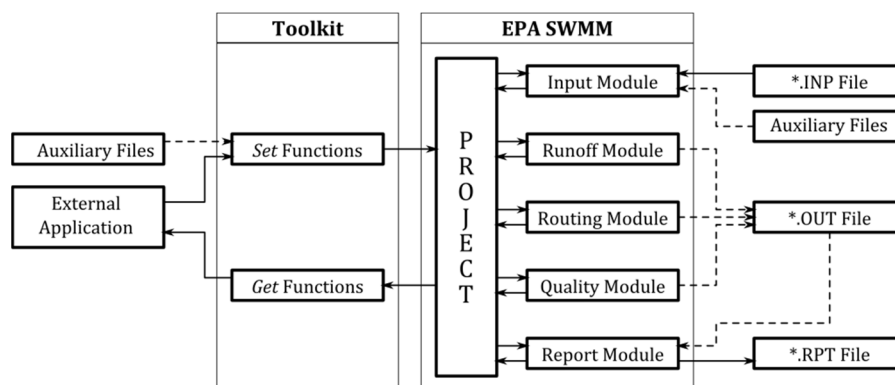 Toolkit
EPA SWMM
Auxiliary Files
External
Application
Set Functions
Get Functions
PROJECT
Input Module
Runoff Module
Routing Module
Quality Module
Report Module
*.INP File
Auxiliary Files
*.OUT File
*.RPT File